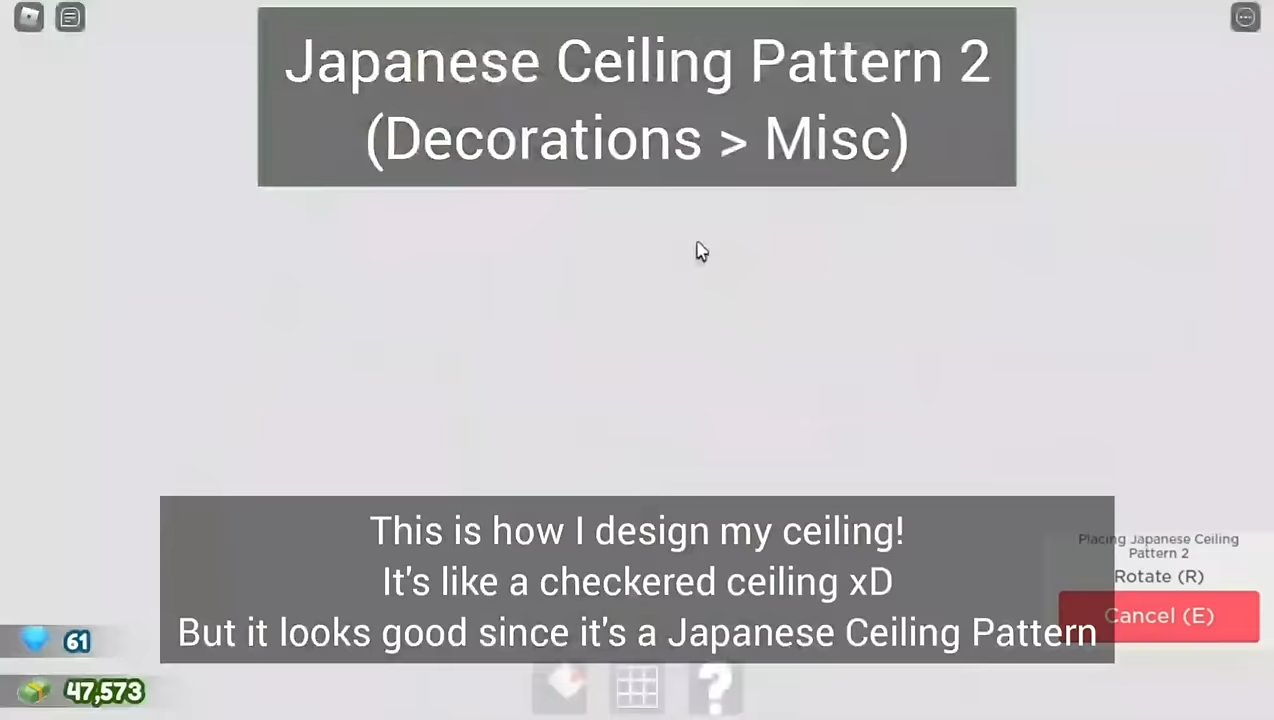 Japanese Ceiling Pattern 2
(Decorations > Misc)
This is how I design my ceiling!
It's like a checkered ceiling xD
But it looks good since it's a Japanese Ceiling Pattern
Placing Japanese Ceiling
Pattern 2
Rotate (R)
Cancel (E)
61
47,573
?